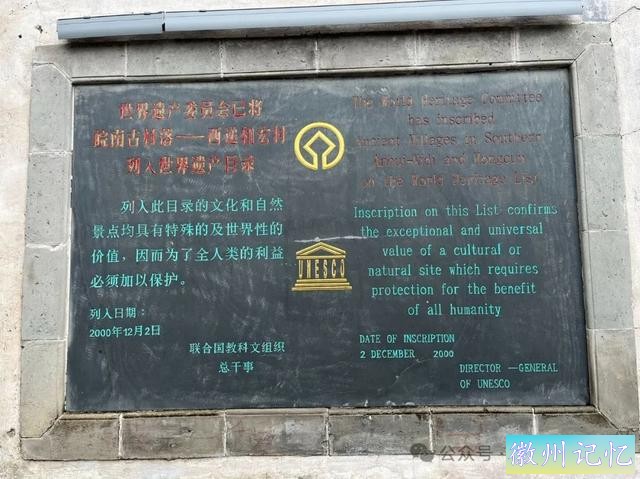 世界遗产委员会已将
皖南古村落——西递和宏村
列入世界遗产目录
列入此目录的文化和自然
景点均具有特殊的及世界性的
价值，因而为了全人类的利益
必须加以保护。
列入日期：
2000年12月2日
联合国教科文组织
总干事
The World Heritage Committee
has inscribed
Ancient Villages in Southern
Anhui-Xidi and Hongcun
on the World Heritage List
Inscription on this List confirms
the exceptional and universal
value of a cultural or
natural site which requires
protection for the benefit
of all humanity
DATE OF INSCRIPTION
2 DECEMBER 2000
DIRECTOR —GENERAL
OF UNESCO
UNESCO
公众号·
徽州记忆